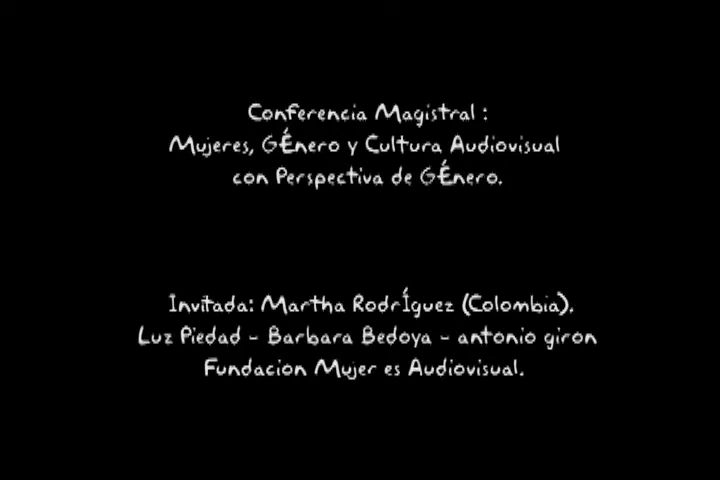 Conferencia Magistral :
Mujeres, GÉnero y Cultura Audiovisual
con Perspectiva de GÉnero.
Invitada: Martha RodrÍguez (Colombia).
Luz Piedad - Barbara Bedoya - antonio giron
Fundacion Mujer es Audiovisual.